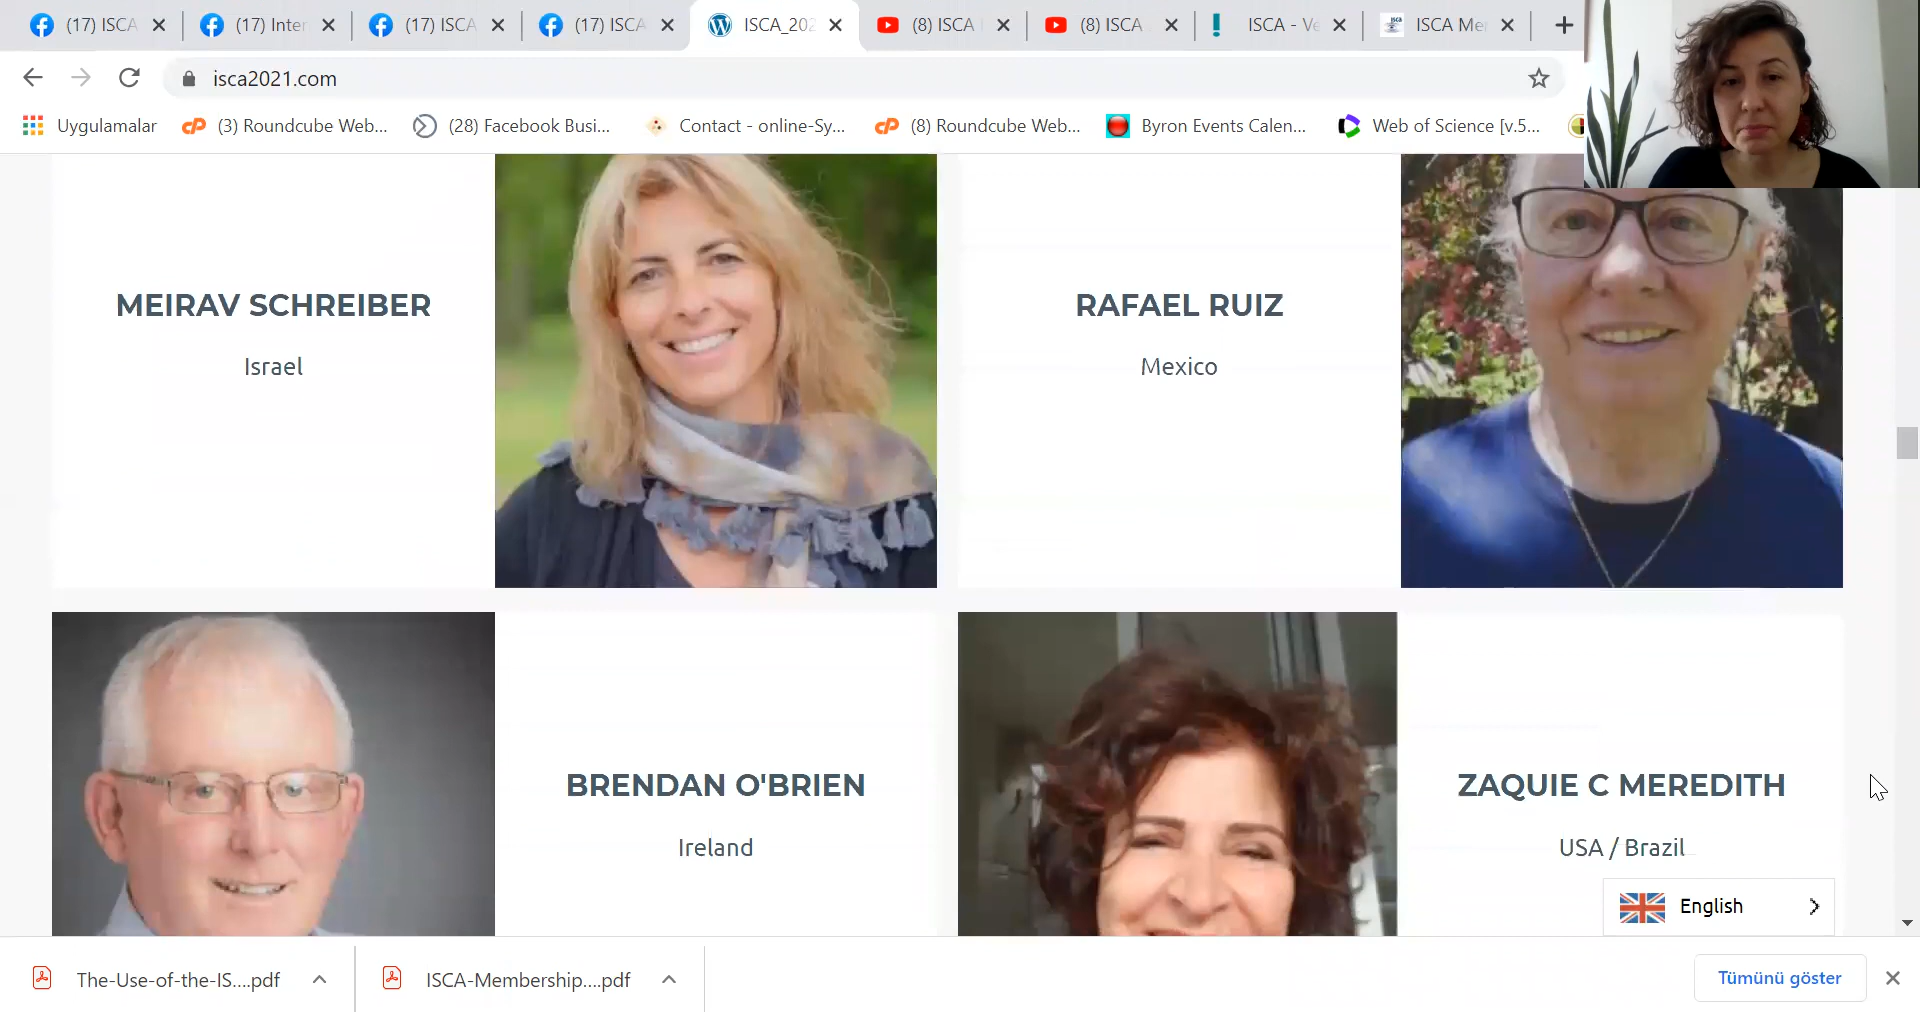 (17) ISCA
(17) Inter
(17) ISCA
(17) ISCA
ISCA_202
(8) ISCA
(8) ISCA
ISCA - Ve
ISCA Me
isca2021.com
Uygulamalar
(3) Roundcube Web...
(28) Facebook Busi...
Contact - online-Sy...
(8) Roundcube Web...
Byron Events Calen...
Web of Science [v.5...
MEIRAV SCHREIBER
Israel
RAFAEL RUIZ
Mexico
BRENDAN O'BRIEN
Ireland
ZAQUIE C MEREDITH
USA / Brazil
English
The-Use-of-the-IS....pdf
ISCA-Membership....pdf
Tümünü göster